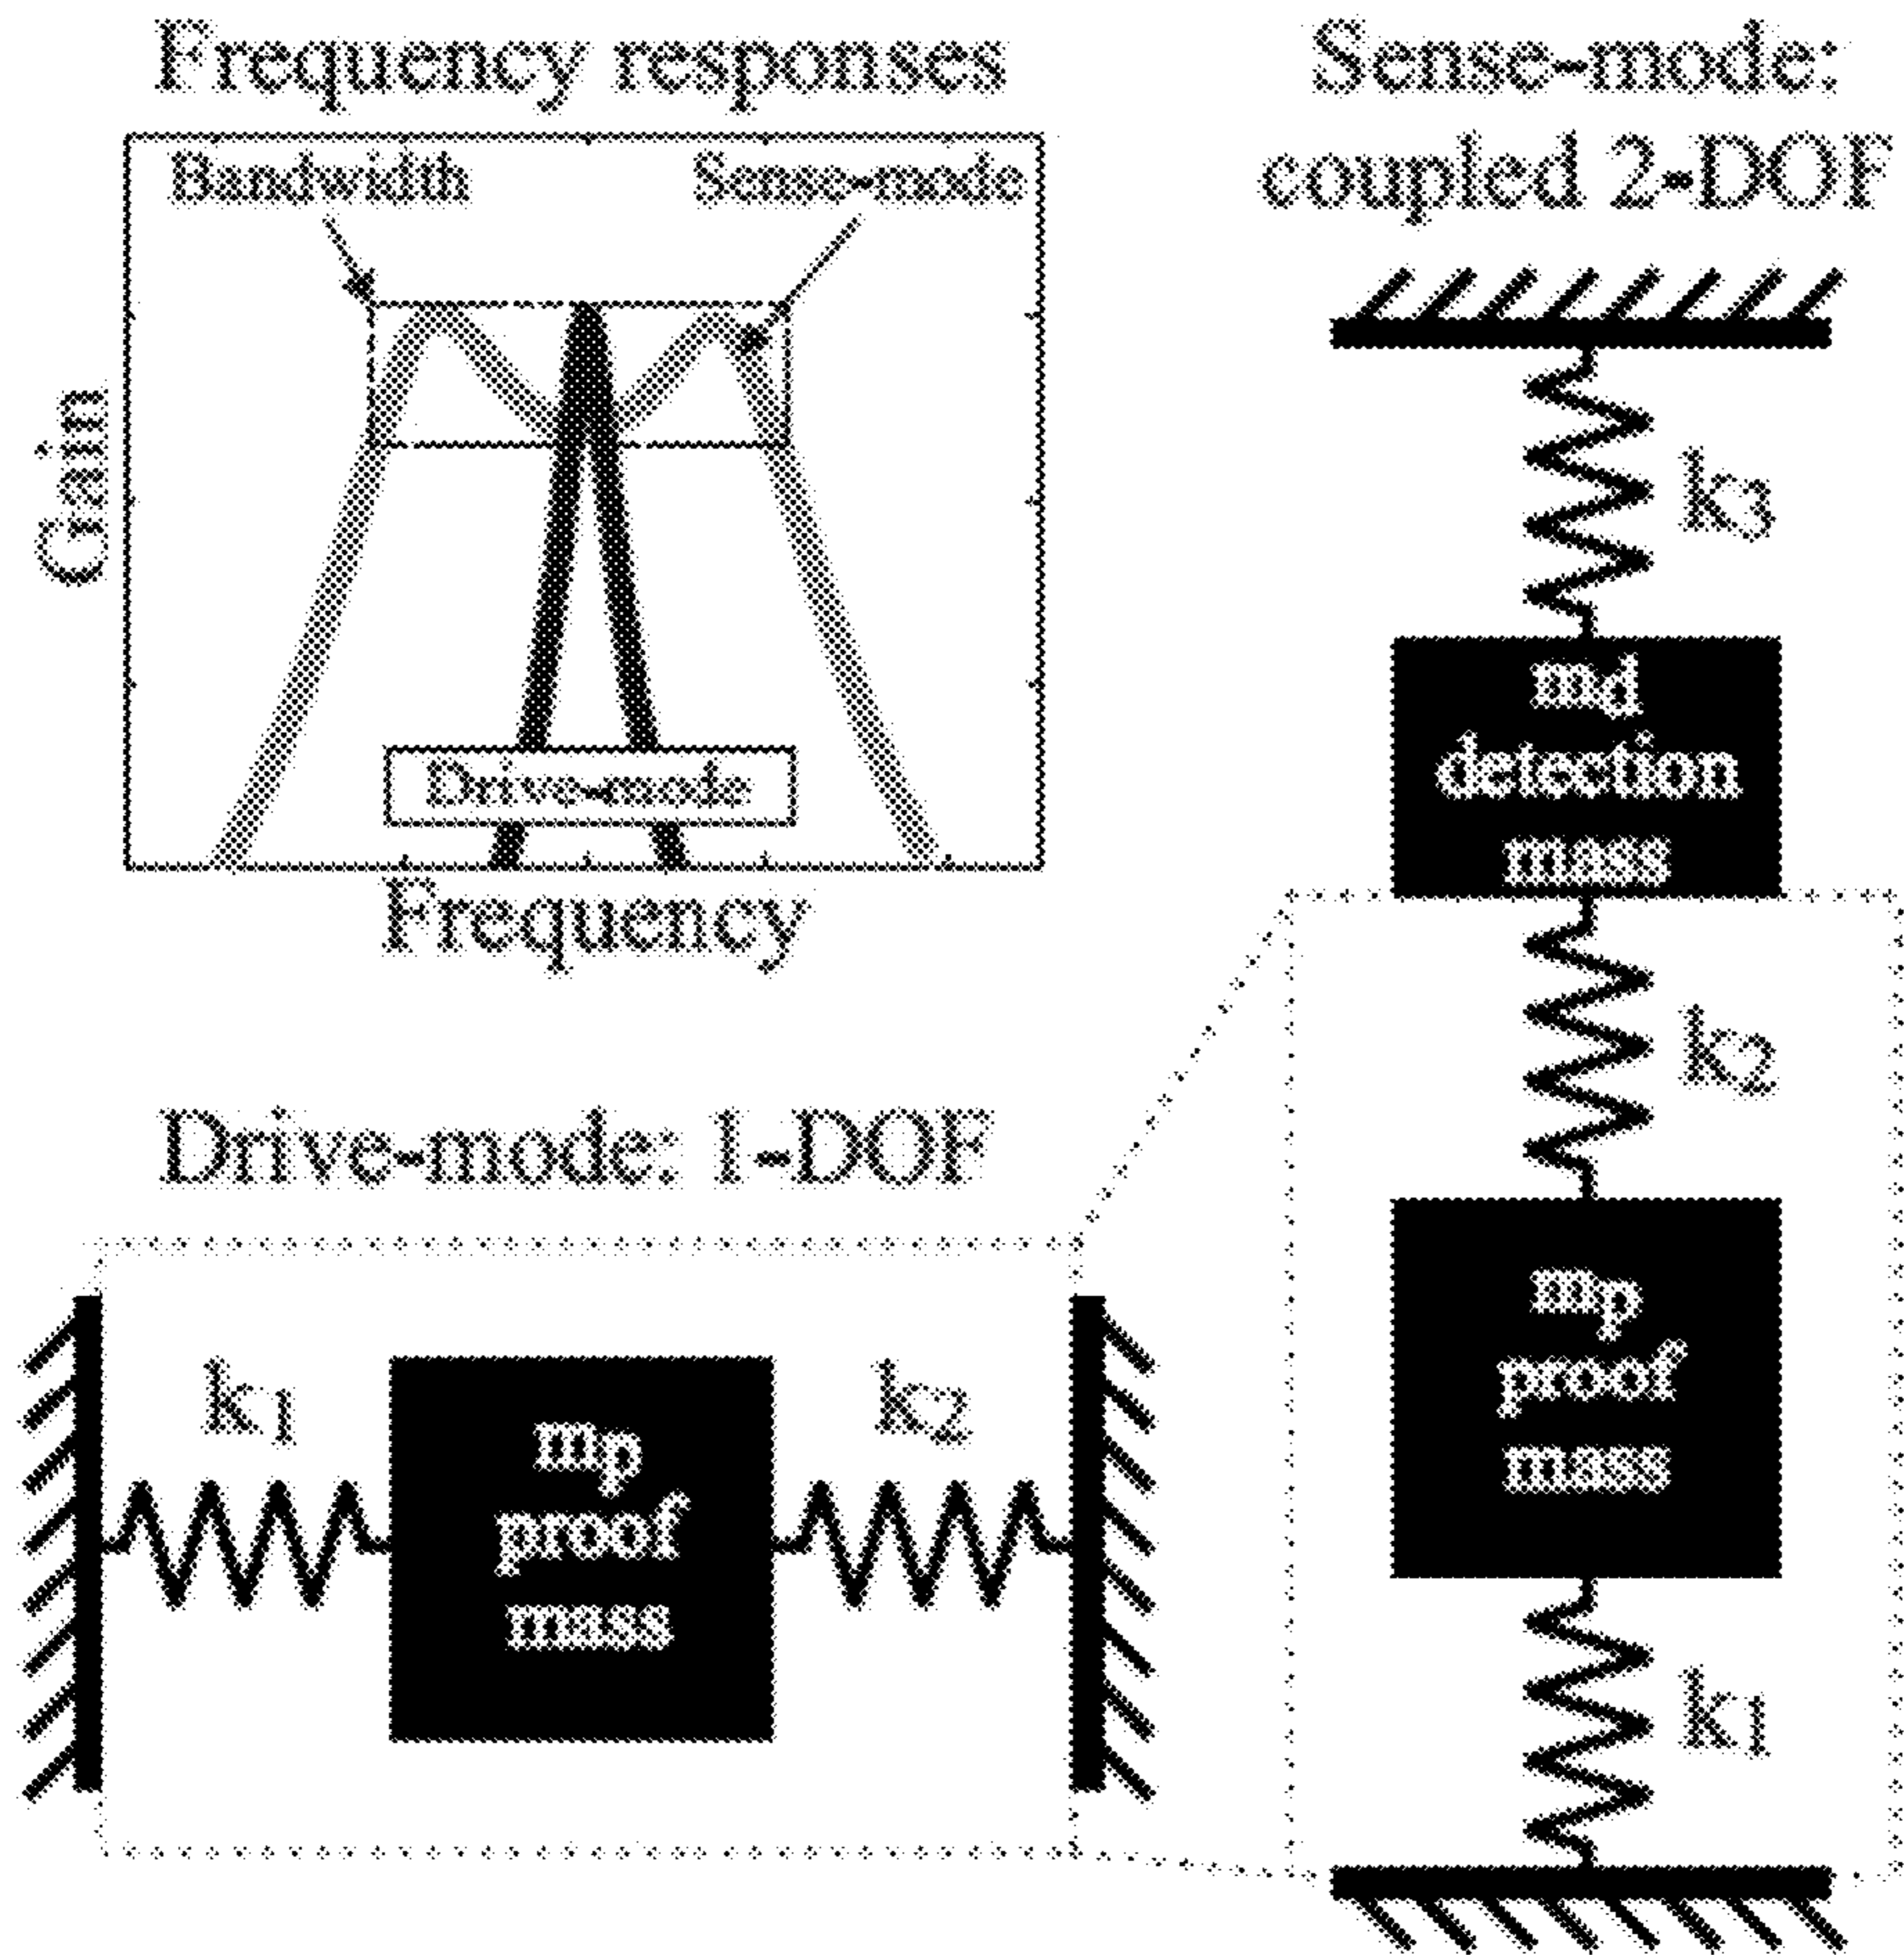 Frequency responses
Bandwidth
Sense-mode
Gain
Drive-mode
Frequency
Sense-mode:
coupled 2-DOF
k3
md
detection
mass
k2
mp
proof
mass
k1
Drive-mode: 1-DOF
k1
mp
proof
mass
k2